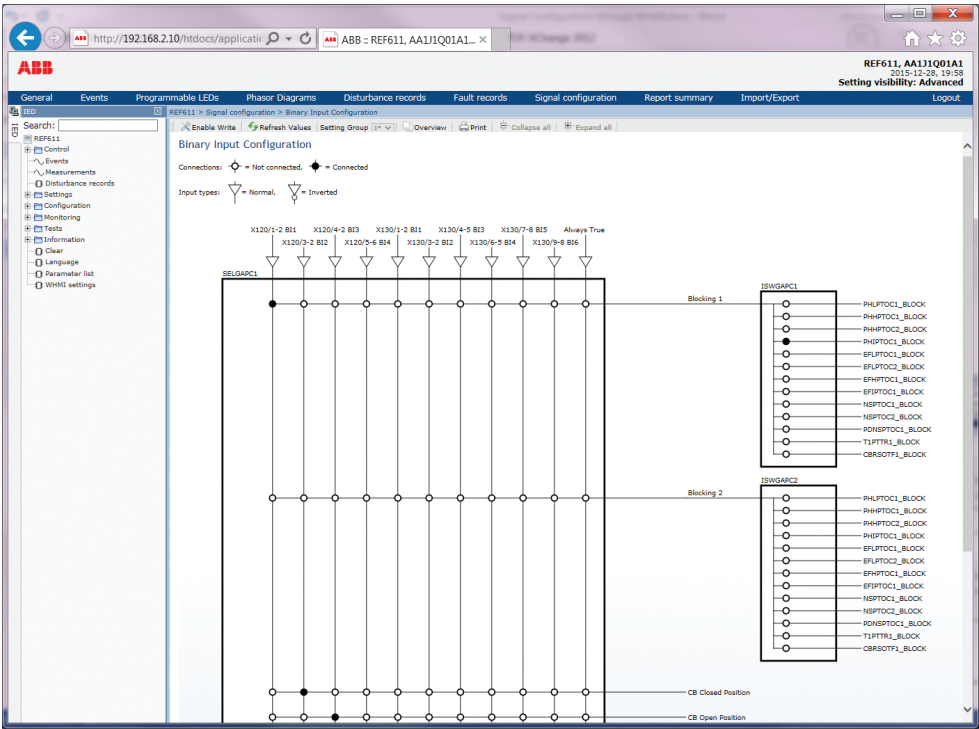 http://192.168.2.10/htdocs/applicatic
ABB :: REF611, AA1J1Q01A1...
ABB
REF611, AA1J1Q01A1
2015-12-28, 19:58
Setting visibility: Advanced
General Events Programmable LEDs Phasor Diagrams Disturbance records Fault records Signal configuration Report summary Import/Export Logout
IED
REF611 > Signal configuration > Binary Input Configuration
IED
Search:
Enable Write Refresh Values Setting Group 1* Overview Print Collapse all Expand all
REF611
Control
Events
Measurements
Disturbance records
Settings
Configuration
Monitoring
Tests
Information
Clear
Language
Parameter list
WHMI settings
Binary Input Configuration
Connections: = Not connected, = Connected
Input types: = Normal, = Inverted
X120/1-2 BI1 X120/4-2 BI3 X130/1-2 BI1 X130/4-5 BI3 X130/7-8 BI5 Always True
X120/3-2 BI2 X120/5-6 BI4 X130/3-2 BI2 X130/6-5 BI4 X130/9-8 BI6
SELGAPC1
Blocking 1
ISWGAPC1
PHLPTOC1_BLOCK
PHHPTOC1_BLOCK
PHHPTOC2_BLOCK
PHIPTOC1_BLOCK
EFLPTOC1_BLOCK
EFLPTOC2_BLOCK
EFHPTOC1_BLOCK
EFIPTOC1_BLOCK
NSPTOC1_BLOCK
NSPTOC2_BLOCK
PDNSPTOC1_BLOCK
T1PTTR1_BLOCK
CBRSOTF1_BLOCK
Blocking 2
ISWGAPC2
PHLPTOC1_BLOCK
PHHPTOC1_BLOCK
PHHPTOC2_BLOCK
PHIPTOC1_BLOCK
EFLPTOC1_BLOCK
EFLPTOC2_BLOCK
EFHPTOC1_BLOCK
EFIPTOC1_BLOCK
NSPTOC1_BLOCK
NSPTOC2_BLOCK
PDNSPTOC1_BLOCK
T1PTTR1_BLOCK
CBRSOTF1_BLOCK
CB Closed Position
CB Open Position